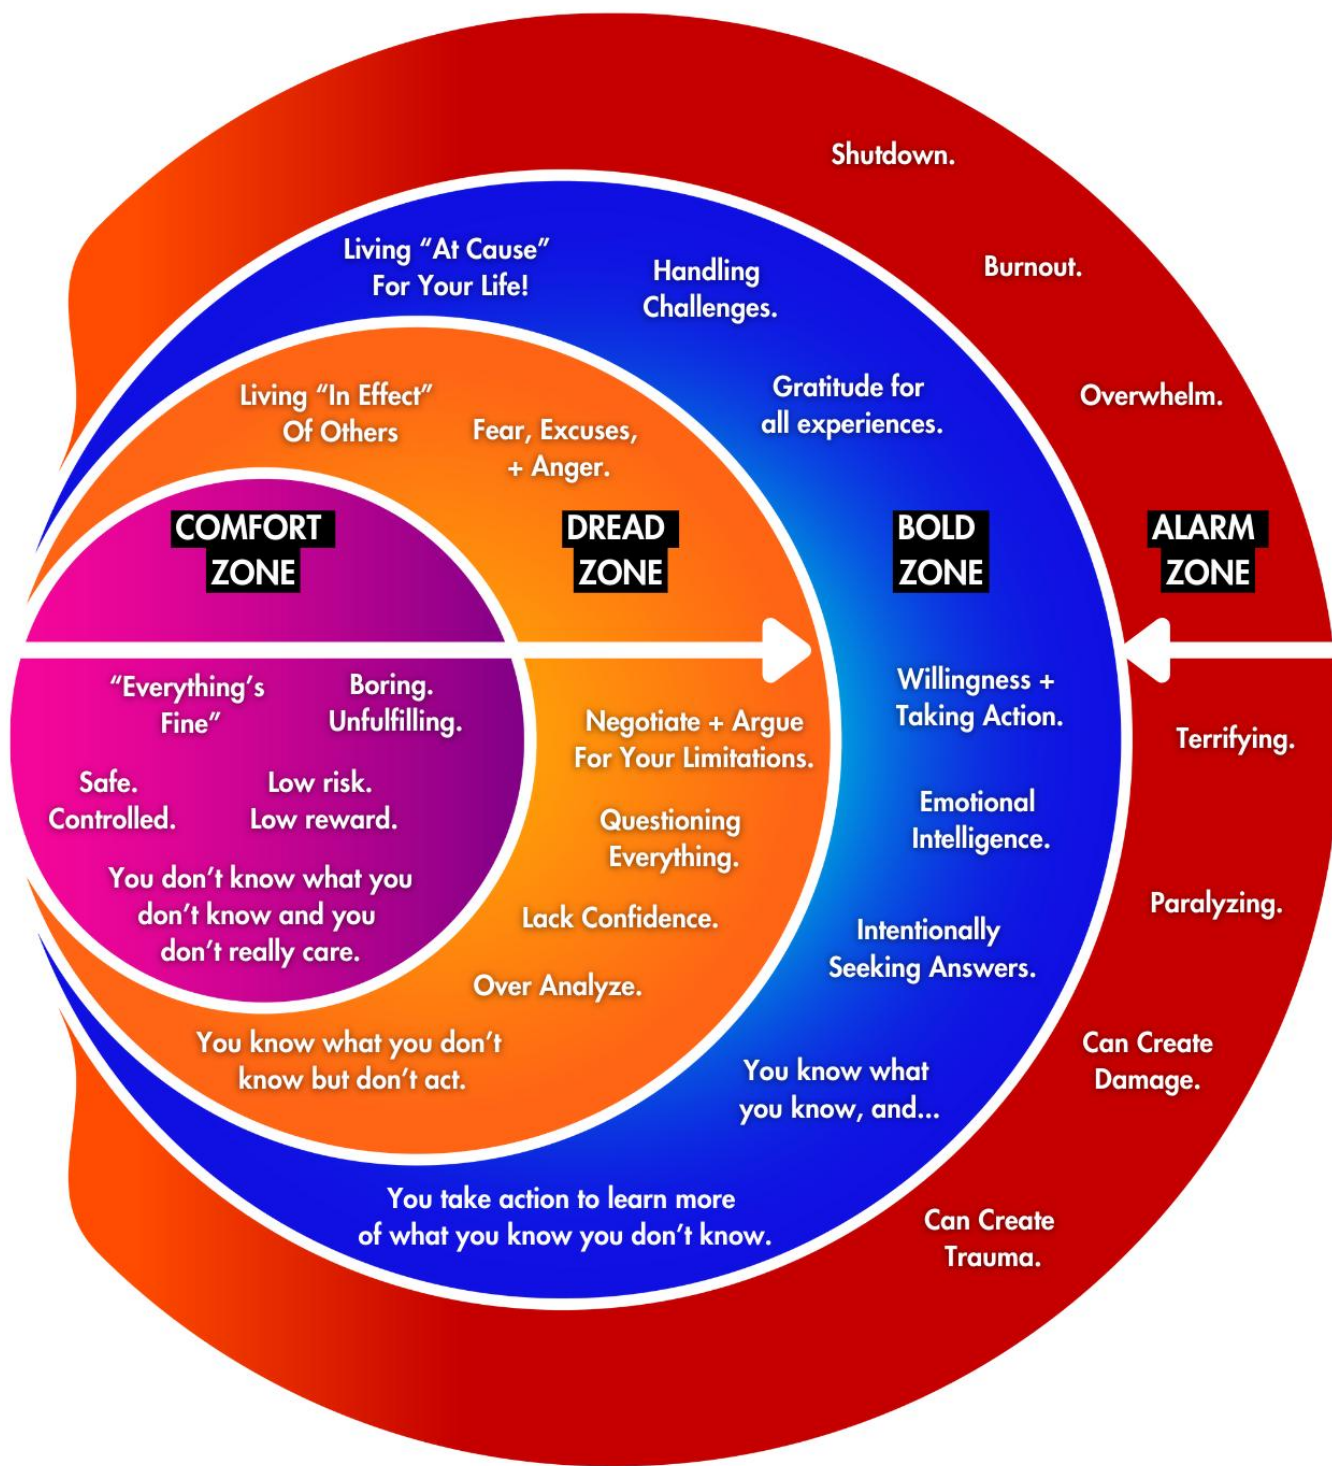 Shutdown.
Burnout.
Overwhelm.
ALARM
ZONE
Terrifying.
Paralyzing.
Can Create
Damage.
Can Create
Trauma.
Living “At Cause”
For Your Life!
Handling
Challenges.
Gratitude for
all experiences.
BOLD
ZONE
Willingness +
Taking Action.
Emotional
Intelligence.
Intentionally
Seeking Answers.
You know what
you know, and...
You take action to learn more
of what you know you don’t know.
Living “In Effect”
Of Others
Fear, Excuses,
+ Anger.
DREAD
ZONE
Negotiate + Argue
For Your Limitations.
Questioning
Everything.
Lack Confidence.
Over Analyze.
You know what you don’t
know but don’t act.
COMFORT
ZONE
“Everything’s
Fine”
Boring.
Unfulfilling.
Safe.
Controlled.
Low risk.
Low reward.
You don’t know what you
don’t know and you
don’t really care.